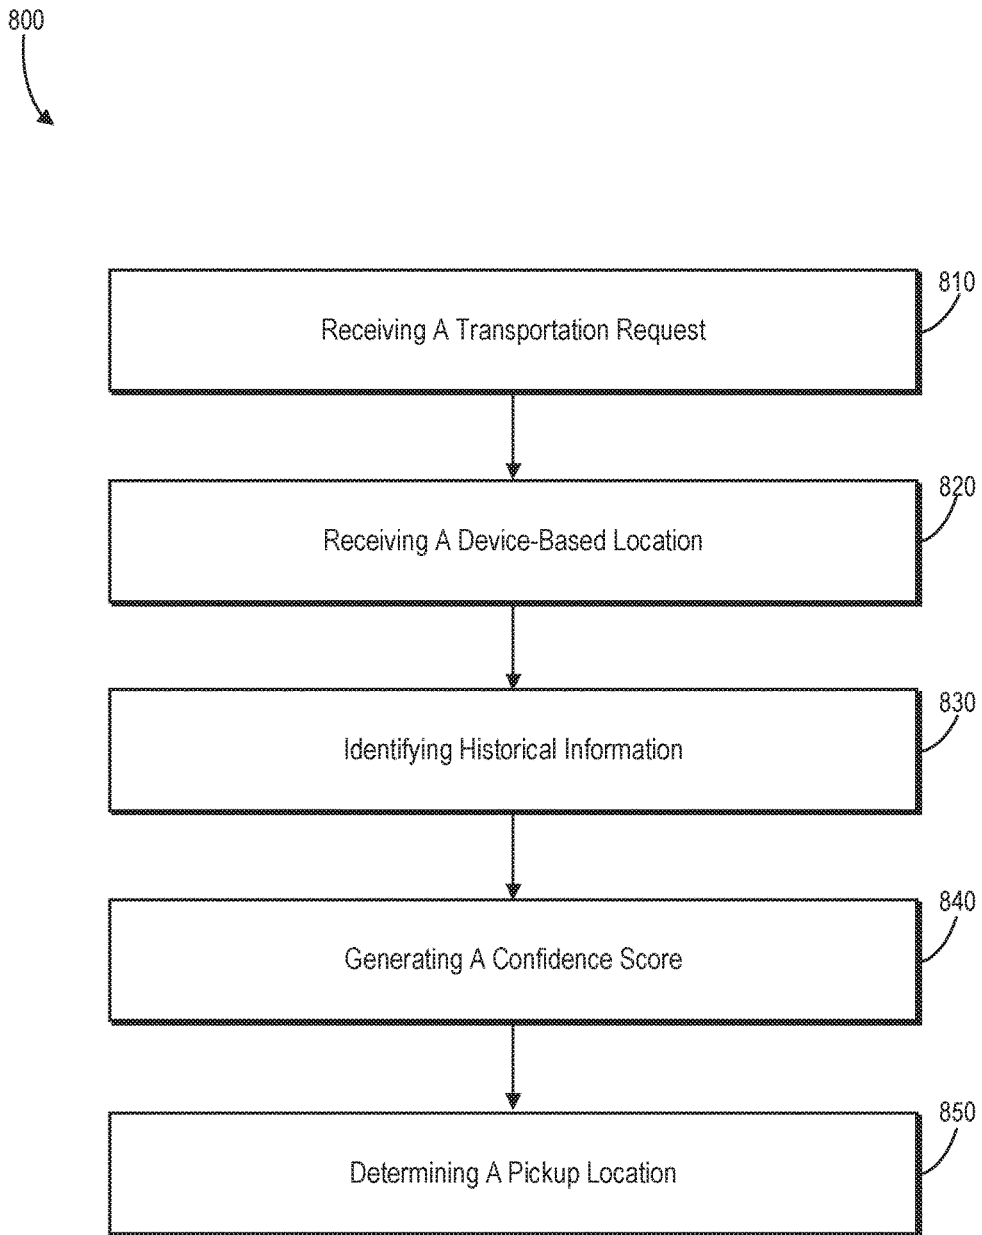 800
810
Receiving A Transportation Request
820
Receiving A Device-Based Location
830
Identifying Historical Information
840
Generating A Confidence Score
850
Determining A Pickup Location